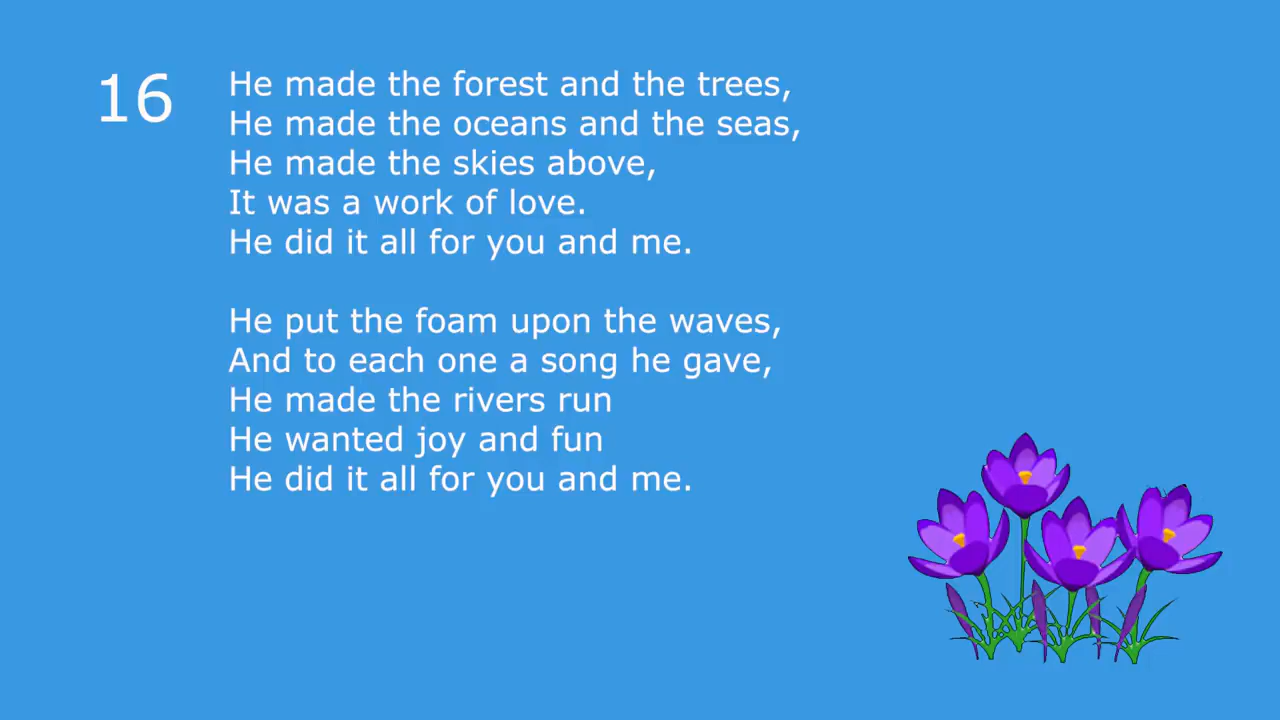 16
He made the forest and the trees,
He made the oceans and the seas,
He made the skies above,
It was a work of love.
He did it all for you and me.
He put the foam upon the waves,
And to each one a song he gave,
He made the rivers run
He wanted joy and fun
He did it all for you and me.